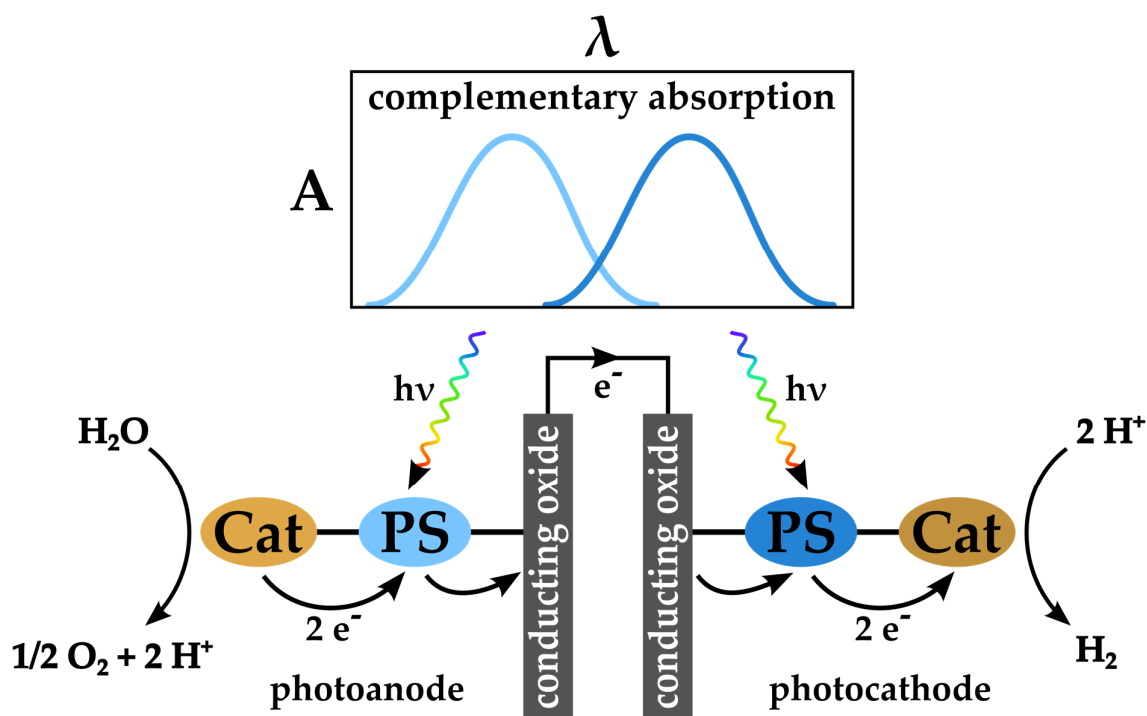 λ
complementary absorption
A
hν
e⁻
hν
H₂O
2 H⁺
Cat
PS
conducting oxide
conducting oxide
PS
Cat
2 e⁻
2 e⁻
1/2 O₂ + 2 H⁺
H₂
photoanode
photocathode